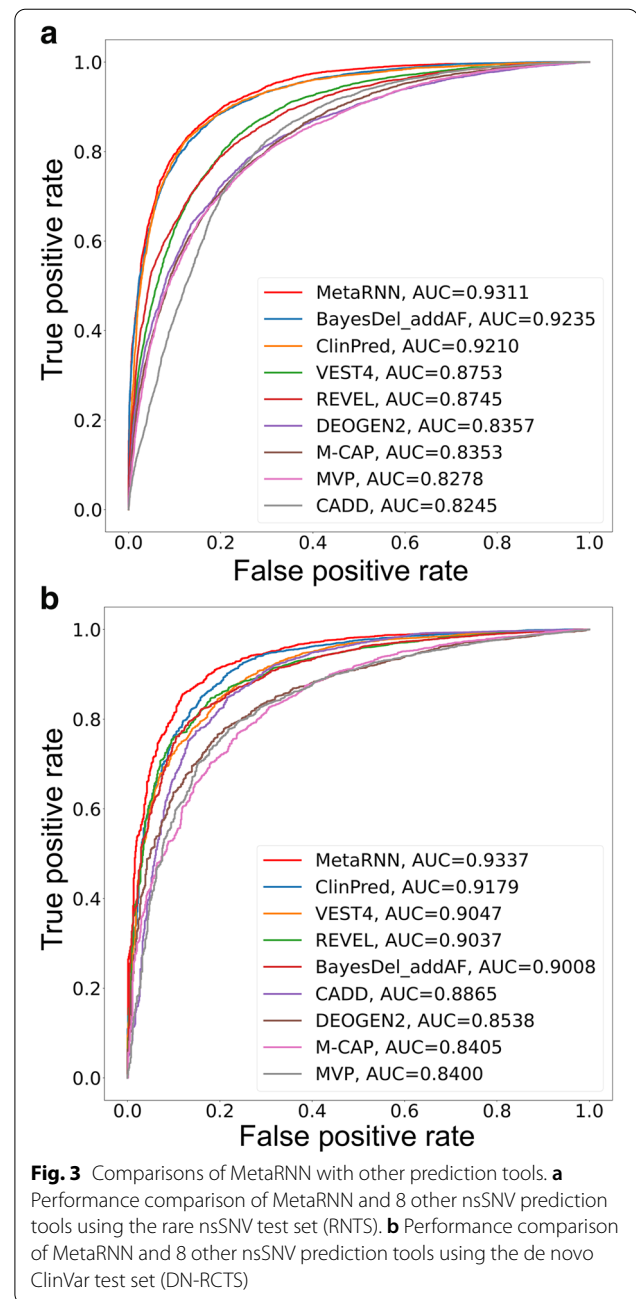 a
1.0
0.8
0.6
0.4
0.2
0.0
True positive rate
MetaRNN, AUC=0.9311
BayesDel_addAF, AUC=0.9235
ClinPred, AUC=0.9210
VEST4, AUC=0.8753
REVEL, AUC=0.8745
DEOGEN2, AUC=0.8357
M-CAP, AUC=0.8353
MVP, AUC=0.8278
CADD, AUC=0.8245
0.0 0.2 0.4 0.6 0.8 1.0
False positive rate
b
1.0
0.8
0.6
0.4
0.2
0.0
True positive rate
MetaRNN, AUC=0.9337
ClinPred, AUC=0.9179
VEST4, AUC=0.9047
REVEL, AUC=0.9037
BayesDel_addAF, AUC=0.9008
CADD, AUC=0.8865
DEOGEN2, AUC=0.8538
M-CAP, AUC=0.8405
MVP, AUC=0.8400
0.0 0.2 0.4 0.6 0.8 1.0
False positive rate
Fig. 3 Comparisons of MetaRNN with other prediction tools. a
Performance comparison of MetaRNN and 8 other nsSNV prediction
tools using the rare nsSNV test set (RNTS). b Performance comparison
of MetaRNN and 8 other nsSNV prediction tools using the de novo
ClinVar test set (DN-RCTS)